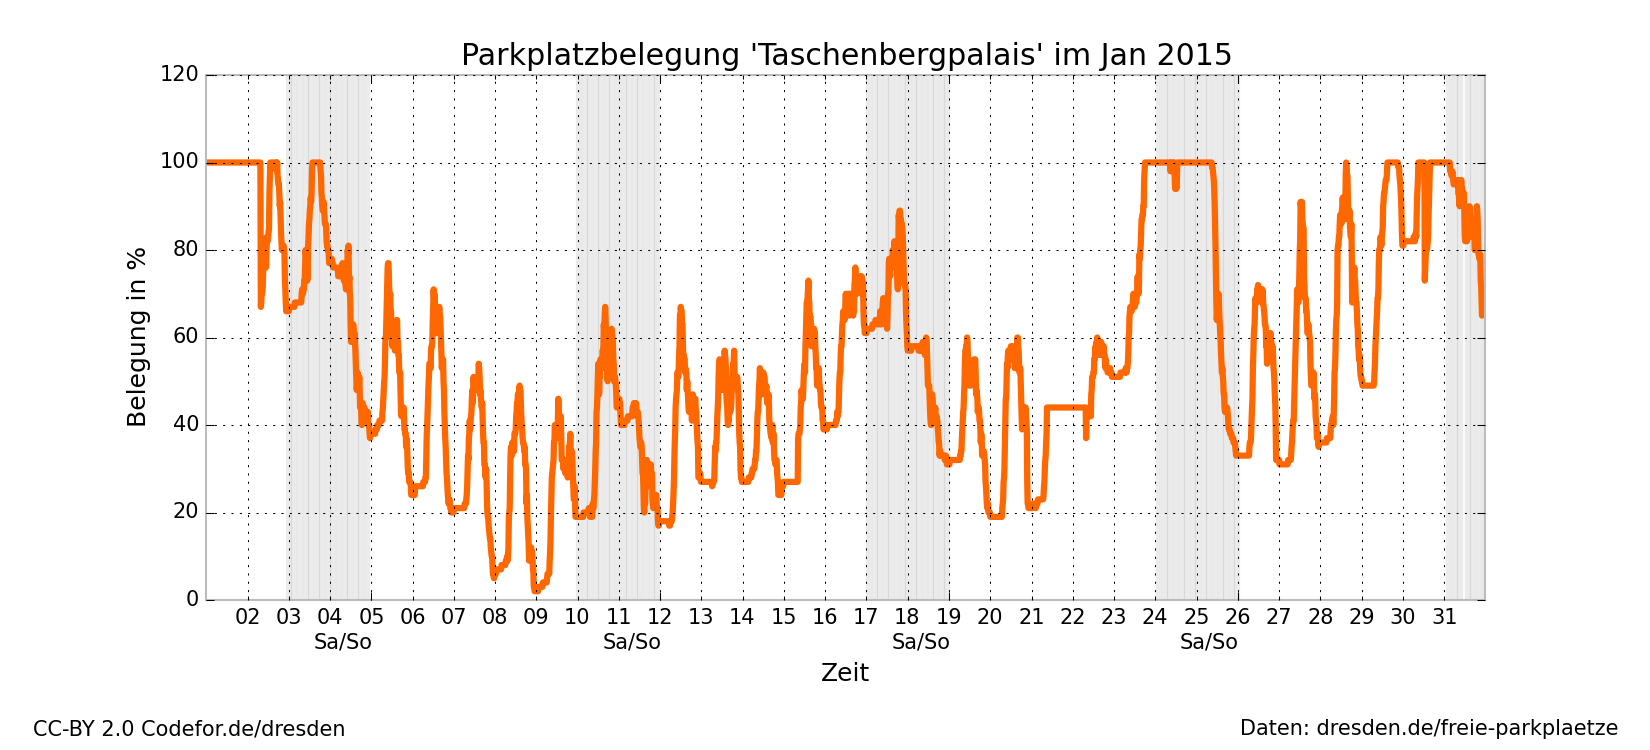 Parkplatzbelegung 'Taschenbergpalais' im Jan 2015
120
100
80
60
40
20
0
Belegung in %
02 03 04 05 06 07 08 09 10 11 12 13 14 15 16 17 18 19 20 21 22 23 24 25 26 27 28 29 30 31
Sa/So Sa/So Sa/So Sa/So
Zeit
CC-BY 2.0 Codefor.de/dresden
Daten: dresden.de/freie-parkplaetze